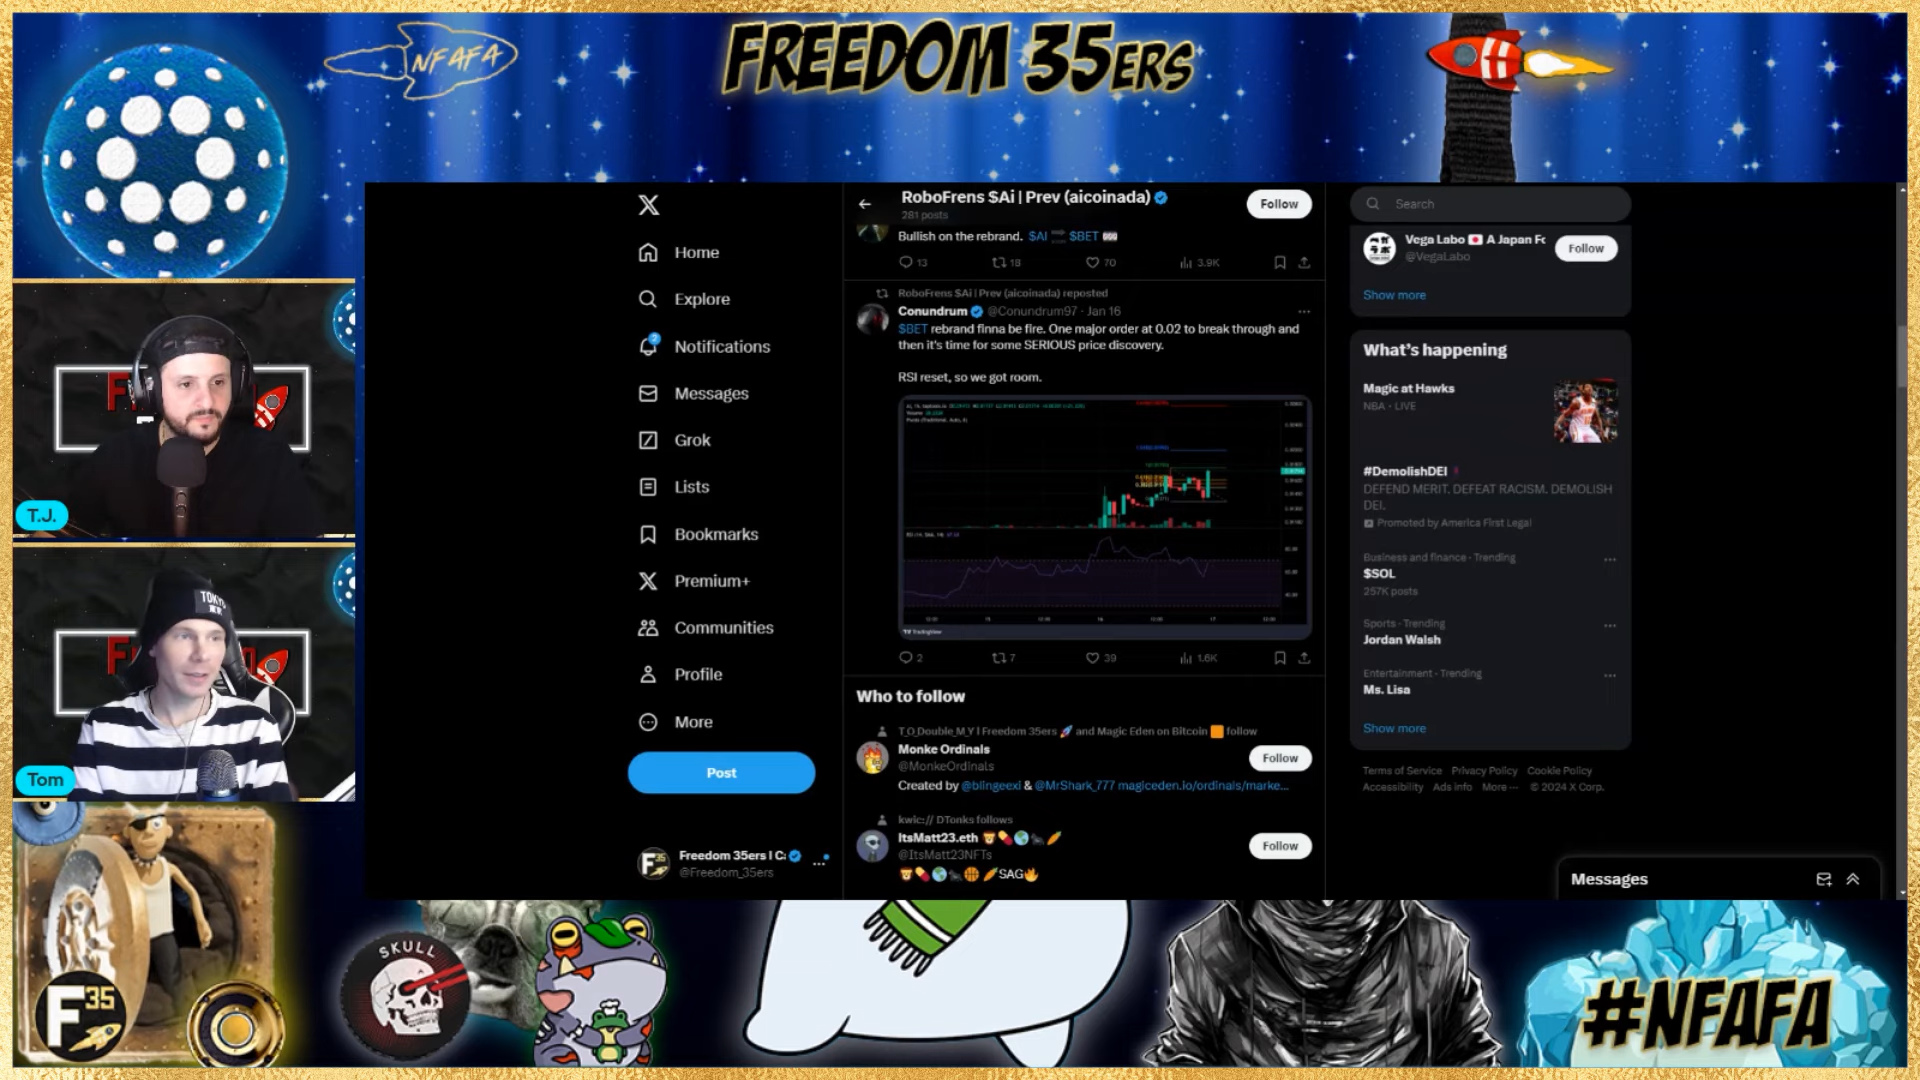 NFAFA
FREEDOM 35ERS
T.J.
TOKYO
Tom
F35
SKULL
#NFAFA
Home
Explore
2
Notifications
Messages
Grok
Lists
Bookmarks
Premium+
Communities
Profile
More
Post
Freedom 35ers I C
@Freedom_35ers
RoboFrens $Ai | Prev (aicoinada)
281 posts
Follow
Bullish on the rebrand. $AI $BET
13 18 70 3.9K
RoboFrens $Ai | Prev (aicoinada) reposted
Conundrum @Conundrum97 · Jan 16
$BET rebrand finna be fire. One major order at 0.02 to break through and
then it's time for some SERIOUS price discovery.
RSI reset, so we got room.
TradingView
2 7 39 1.6K
Who to follow
T_O_Double_M_Y I Freedom 35ers 🚀 and Magic Eden on Bitcoin 🟧 follow
Monke Ordinals
@MonkeOrdinals
Follow
Created by @blingeexl & @MrShark_777 magiceden.io/ordinals/marke...
kwic:// DTonks follows
ItsMatt23.eth
@ItsMatt23NFTs
Follow
SAG🔥
Search
Vega Labo 🇯🇵 A Japan Fc
@VegaLabo
Follow
Show more
What's happening
Magic at Hawks
NBA · LIVE
#DemolishDEI
DEFEND MERIT. DEFEAT RACISM. DEMOLISH
DEI.
Promoted by America First Legal
Business and finance · Trending
$SOL
257K posts
Sports · Trending
Jordan Walsh
Entertainment · Trending
Ms. Lisa
Show more
Terms of Service Privacy Policy Cookie Policy
Accessibility Ads info More ··· © 2024 X Corp.
Messages